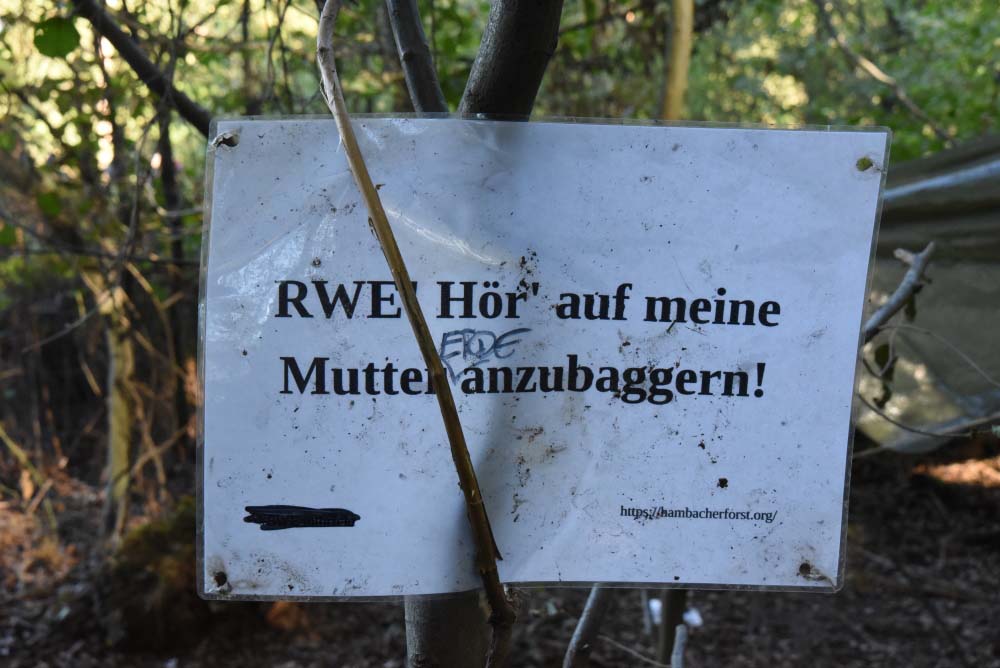 RWE' Hör' auf meine
ERDE
Mutter anzubaggern!
https://hambacherforst.org/